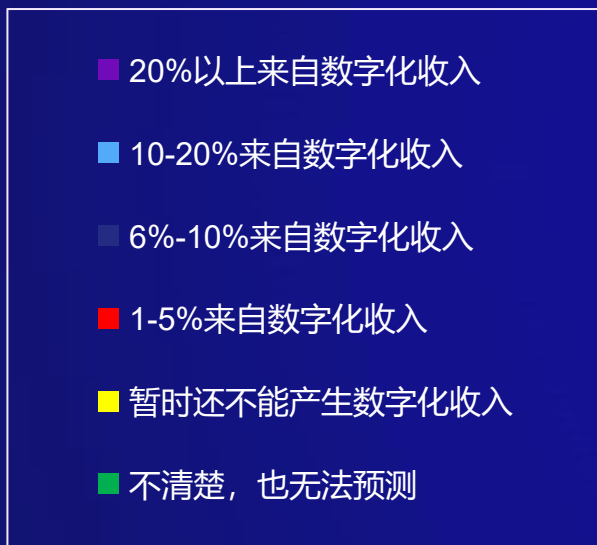 20%以上来自数字化收入
10-20%来自数字化收入
6%-10%来自数字化收入
1-5%来自数字化收入
暂时还不能产生数字化收入
不清楚，也无法预测